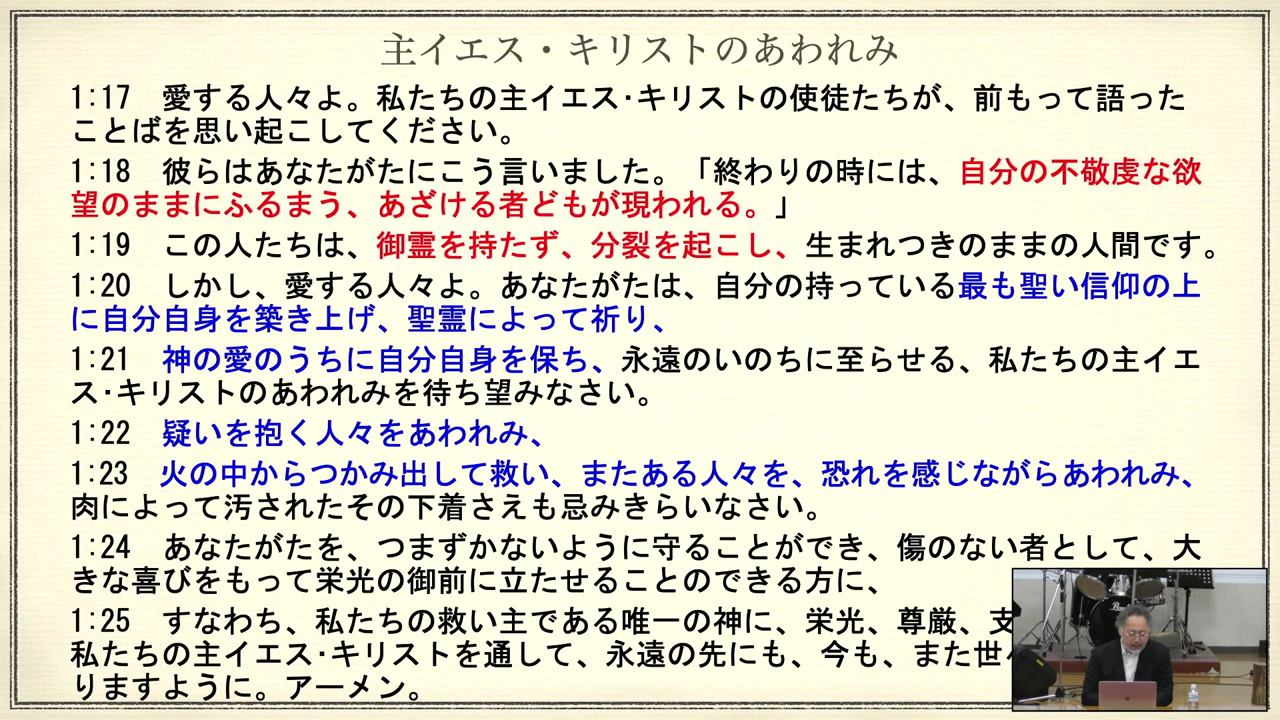 主イエス・キリストのあわれみ
1:17　愛する人々よ。私たちの主イエス･キリストの使徒たちが、前もって語った
ことばを思い起こしてください。
1:18　彼らはあなたがたにこう言いました。「終わりの時には、自分の不敬虔な欲
望のままにふるまう、あざける者どもが現われる。」
1:19　この人たちは、御霊を持たず、分裂を起こし、生まれつきのままの人間です。
1:20　しかし、愛する人々よ。あなたがたは、自分の持っている最も聖い信仰の上
に自分自身を築き上げ、聖霊によって祈り、
1:21　神の愛のうちに自分自身を保ち、永遠のいのちに至らせる、私たちの主イエ
ス･キリストのあわれみを待ち望みなさい。
1:22　疑いを抱く人々をあわれみ、
1:23　火の中からつかみ出して救い、またある人々を、恐れを感じながらあわれみ、
肉によって汚されたその下着さえも忌みきらいなさい。
1:24　あなたがたを、つまずかないように守ることができ、傷のない者として、大
きな喜びをもって栄光の御前に立たせることのできる方に、
1:25　すなわち、私たちの救い主である唯一の神に、栄光、尊厳、支
私たちの主イエス･キリストを通して、永遠の先にも、今も、また世
りますように。アーメン。